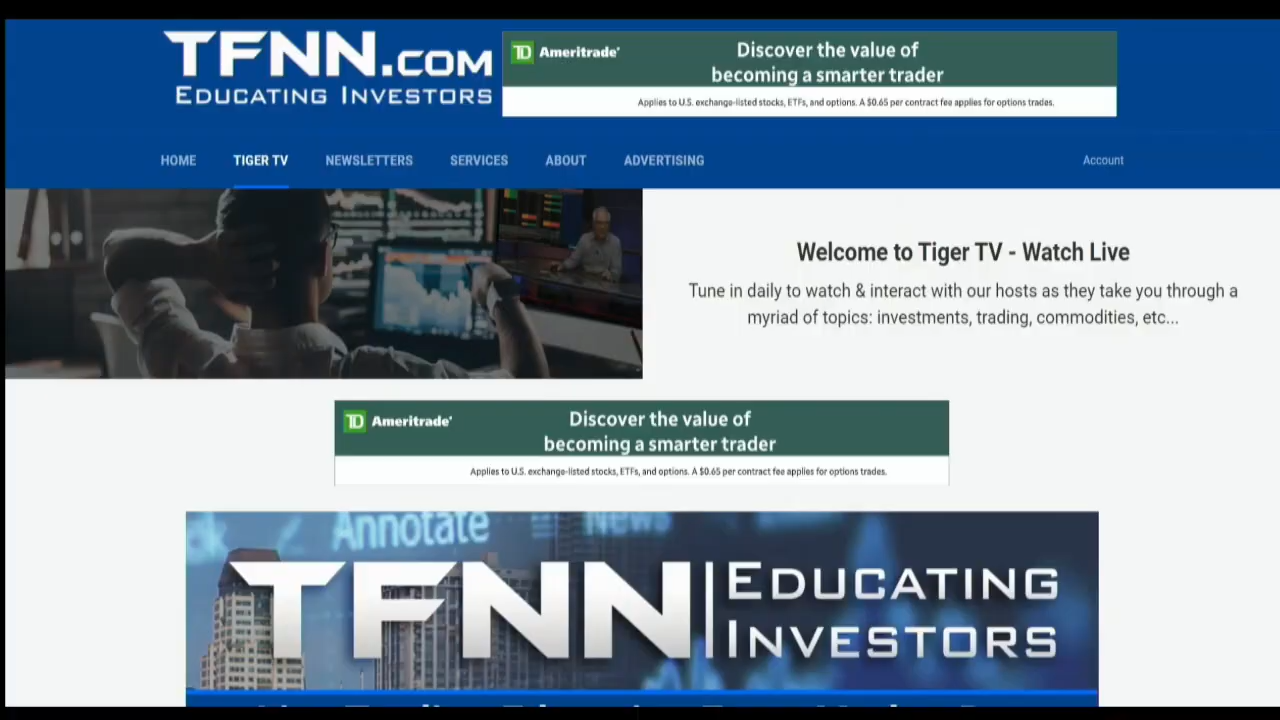 TFNN.COM
EDUCATING INVESTORS
TD Ameritrade
Discover the value of
becoming a smarter trader
Applies to U.S. exchange-listed stocks, ETFs, and options. A $0.65 per contract fee applies for options trades.
HOME TIGER TV NEWSLETTERS SERVICES ABOUT ADVERTISING Account
Welcome to Tiger TV - Watch Live
Tune in daily to watch & interact with our hosts as they take you through a
myriad of topics: investments, trading, commodities, etc...
TD Ameritrade
Discover the value of
becoming a smarter trader
Applies to U.S. exchange-listed stocks, ETFs, and options. A $0.65 per contract fee applies for options trades.
Annotate News
TFNN EDUCATING
INVESTORS